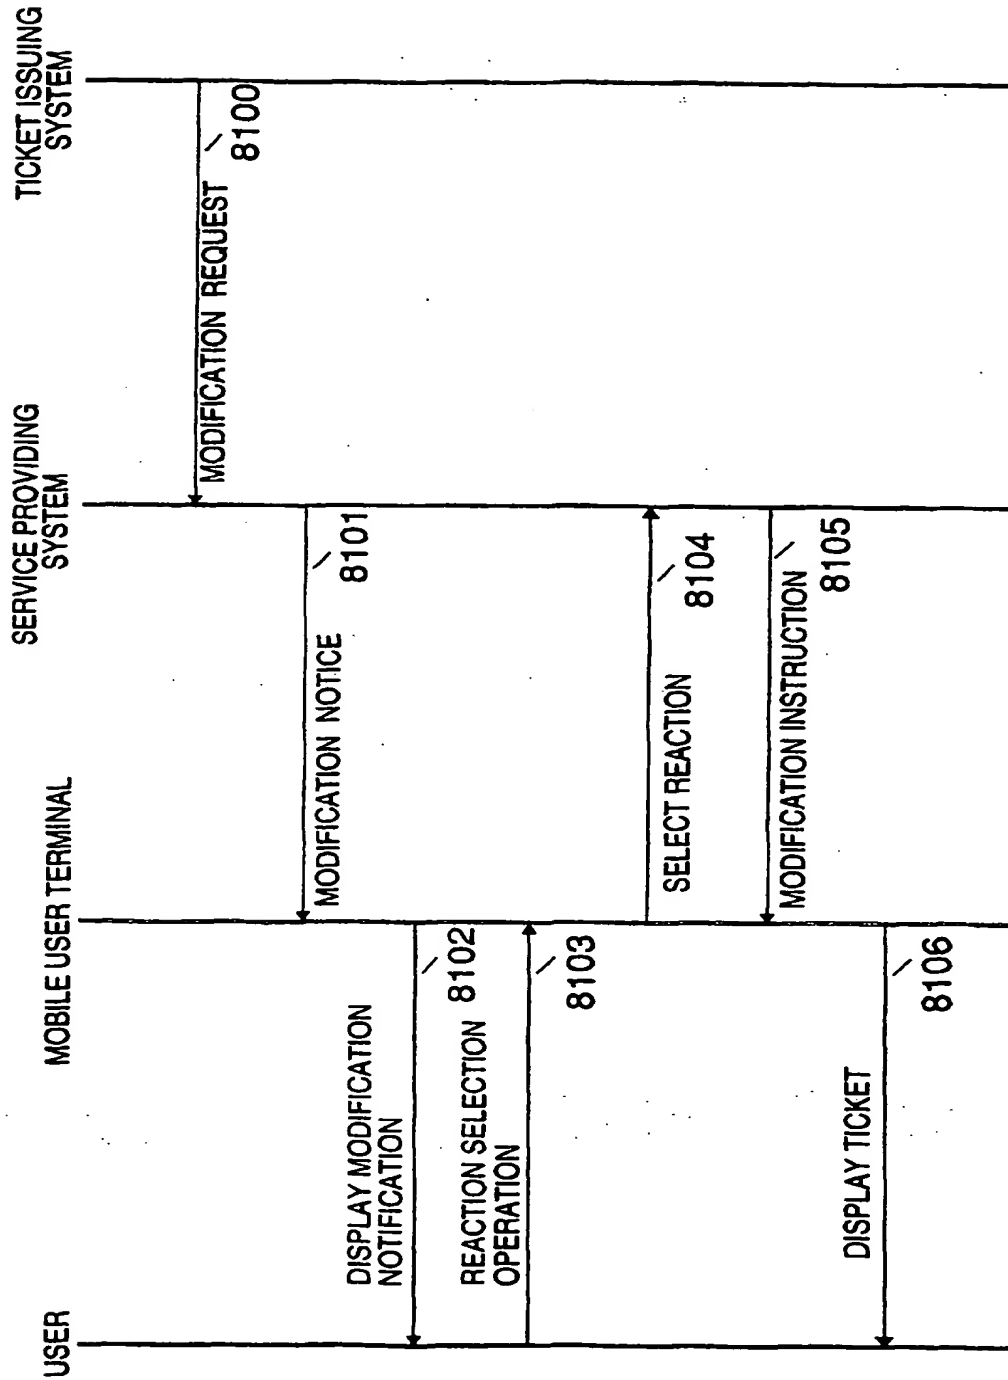 USER
MOBILE USER TERMINAL
SERVICE PROVIDING
SYSTEM
TICKET ISSUING
SYSTEM
MODIFICATION REQUEST
8100
MODIFICATION NOTICE
8101
DISPLAY MODIFICATION
NOTIFICATION
8102
REACTION SELECTION
OPERATION
8103
SELECT REACTION
8104
MODIFICATION INSTRUCTION
8105
DISPLAY TICKET
8106